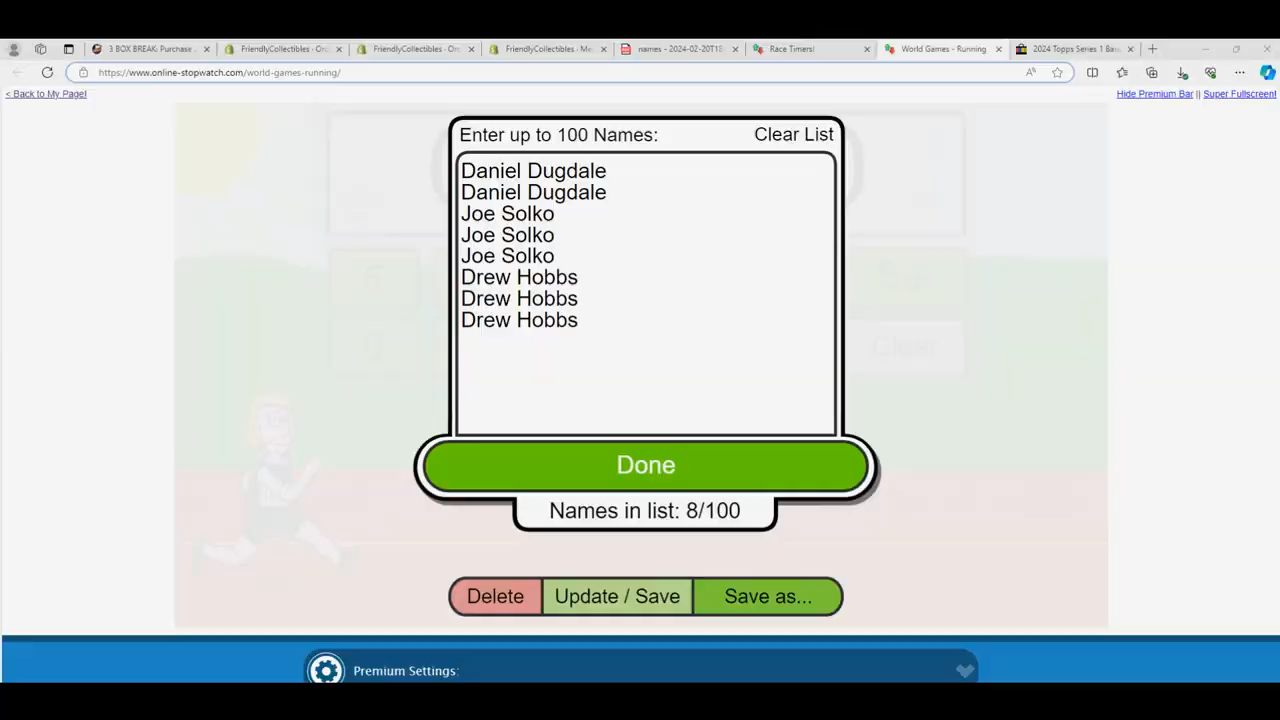 3 BOX BREAK: Purchase
FriendlyCollectibles - Or
FriendlyCollectibles - Or
FriendlyCollectibles - Me
names - 2024-02-20T18
Race Timers!
World Games - Running
2024 Topps Series 1 Bas
https://www.online-stopwatch.com/world-games-running/
< Back to My Page!
Hide Premium Bar || Super Fullscreen!
Enter up to 100 Names:
Clear List
Daniel Dugdale
Daniel Dugdale
Joe Solko
Joe Solko
Joe Solko
Drew Hobbs
Drew Hobbs
Drew Hobbs
Done
Names in list: 8/100
Delete
Update / Save
Save as...
Premium Settings: